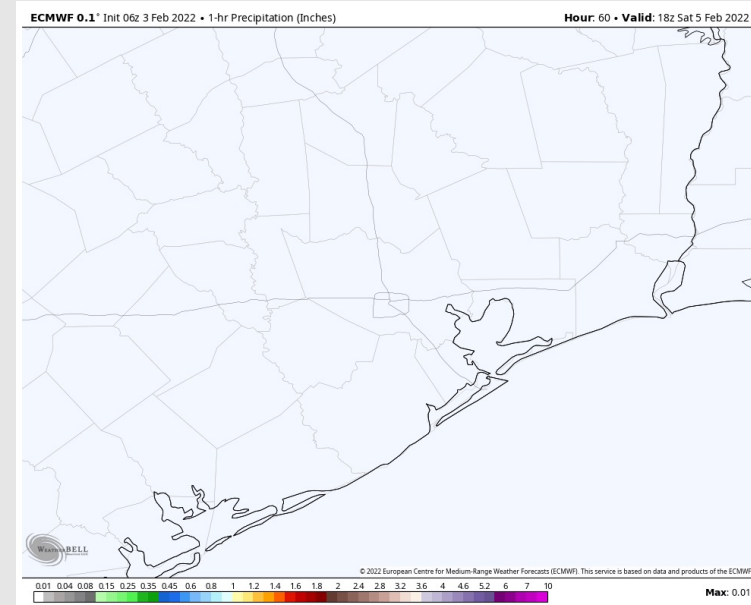 ECMWF 0.1° Init 06z 3 Feb 2022 • 1-hr Precipitation (Inches) Hour: 60 • Valid: 18z Sat 5 Feb 2022
WeatherBELL
© 2022 European Centre for Medium-Range Weather Forecasts (ECMWF). This service is based on data and products of the ECMWF
0.01 0.04 0.08 0.15 0.25 0.35 0.45 0.6 0.8 1 1.2 1.4 1.6 1.8 2 2.4 2.8 3.2 3.6 4 4.6 5.2 6 7 10
Max: 0.01